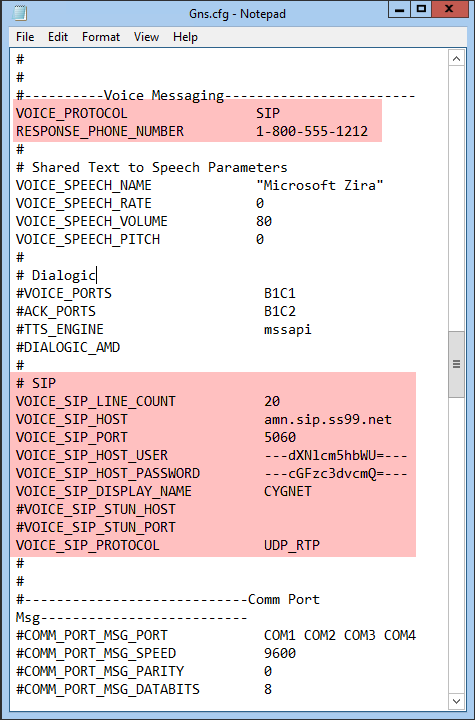 Gns.cfg - Notepad
File Edit Format View Help
#
#
#----------Voice Messaging------------------------
VOICE_PROTOCOL SIP
RESPONSE_PHONE_NUMBER 1-800-555-1212
#
# Shared Text to Speech Parameters
VOICE_SPEECH_NAME "Microsoft Zira"
VOICE_SPEECH_RATE 0
VOICE_SPEECH_VOLUME 80
VOICE_SPEECH_PITCH 0
#
# Dialogic
#VOICE_PORTS B1C1
#ACK_PORTS B1C2
#TTS_ENGINE mssapi
#DIALOGIC_AMD
#
# SIP
VOICE_SIP_LINE_COUNT 20
VOICE_SIP_HOST amn.sip.ss99.net
VOICE_SIP_PORT 5060
VOICE_SIP_HOST_USER ---dXNlcm5hbWU=---
VOICE_SIP_HOST_PASSWORD ---cGFzc3dvcmQ=---
VOICE_SIP_DISPLAY_NAME CYGNET
#VOICE_SIP_STUN_HOST
#VOICE_SIP_STUN_PORT
VOICE_SIP_PROTOCOL UDP_RTP
#
#
#----------------------------Comm Port
Msg--------------------------
#COMM_PORT_MSG_PORT COM1 COM2 COM3 COM4
#COMM_PORT_MSG_SPEED 9600
#COMM_PORT_MSG_PARITY 0
#COMM_PORT_MSG_DATABITS 8